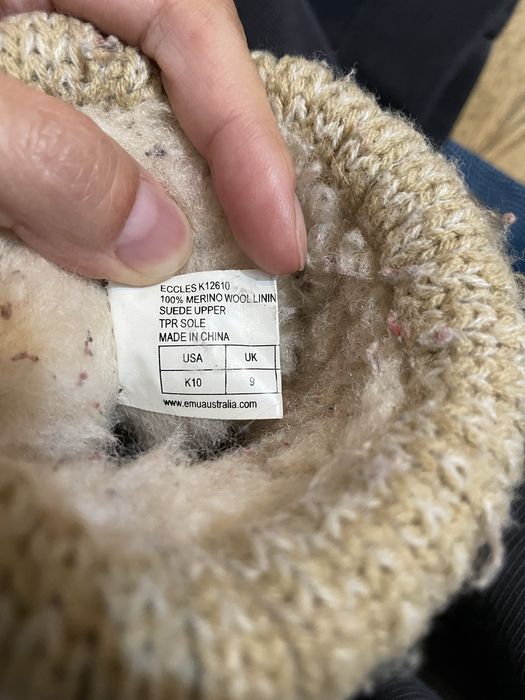 ECCLES K12610
100% MERINO WOOL LININ
SUEDE UPPER
TPR SOLE
MADE IN CHINA
USA UK
K10 9
www.emuaustralia.com